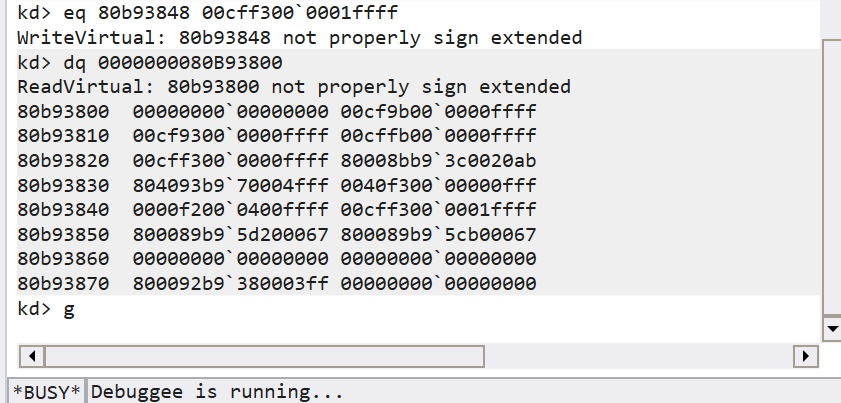 kd> eq 80b93848 00cff300`0001ffff
WriteVirtual: 80b93848 not properly sign extended
kd> dq 0000000080B93800
ReadVirtual: 80b93800 not properly sign extended
80b93800  00000000`00000000 00cf9b00`0000ffff
80b93810  00cf9300`0000ffff 00cffb00`0000ffff
80b93820  00cff300`0000ffff 80008bb9`3c0020ab
80b93830  804093b9`70004fff 0040f300`00000fff
80b93840  0000f200`0400ffff 00cff300`0001ffff
80b93850  800089b9`5d200067 800089b9`5cb00067
80b93860  00000000`00000000 00000000`00000000
80b93870  800092b9`380003ff 00000000`00000000
kd> g
*BUSY* Debuggee is running...